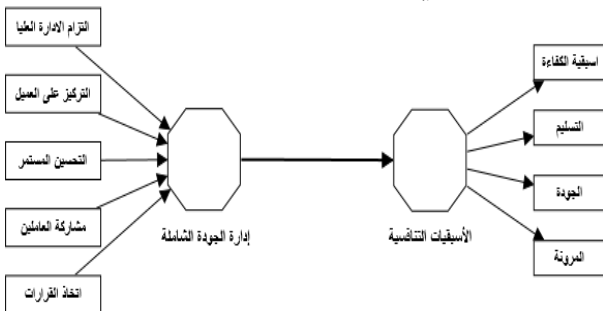 التزام الادارة العليا
التركيز على العميل
التحسين المستمر
مشاركة العاملين
اتخاذ القرارات
إدارة الجودة الشاملة
الأسبقيات التنافسية
اسبقية الكفاءة
التسليم
الجودة
المرونة